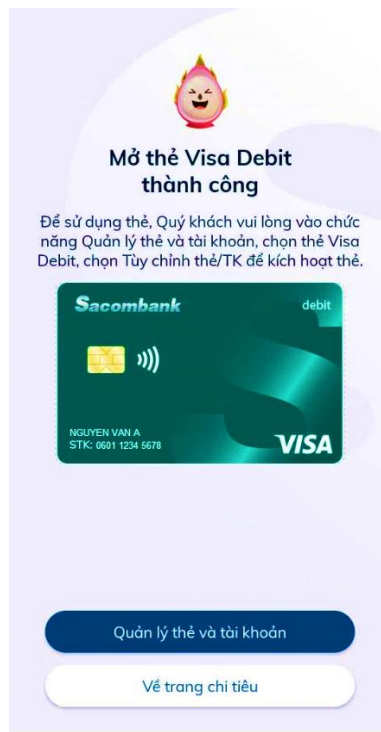 Mở thẻ Visa Debit
thành công
Để sử dụng thẻ, Quý khách vui lòng vào chức
năng Quản lý thẻ và tài khoản, chọn thẻ Visa
Debit, chọn Tùy chỉnh thẻ/TK để kích hoạt thẻ.
Sacombank debit
NGUYEN VAN A
STK: 0601 1234 5678
VISA
Quản lý thẻ và tài khoản
Về trang chi tiêu